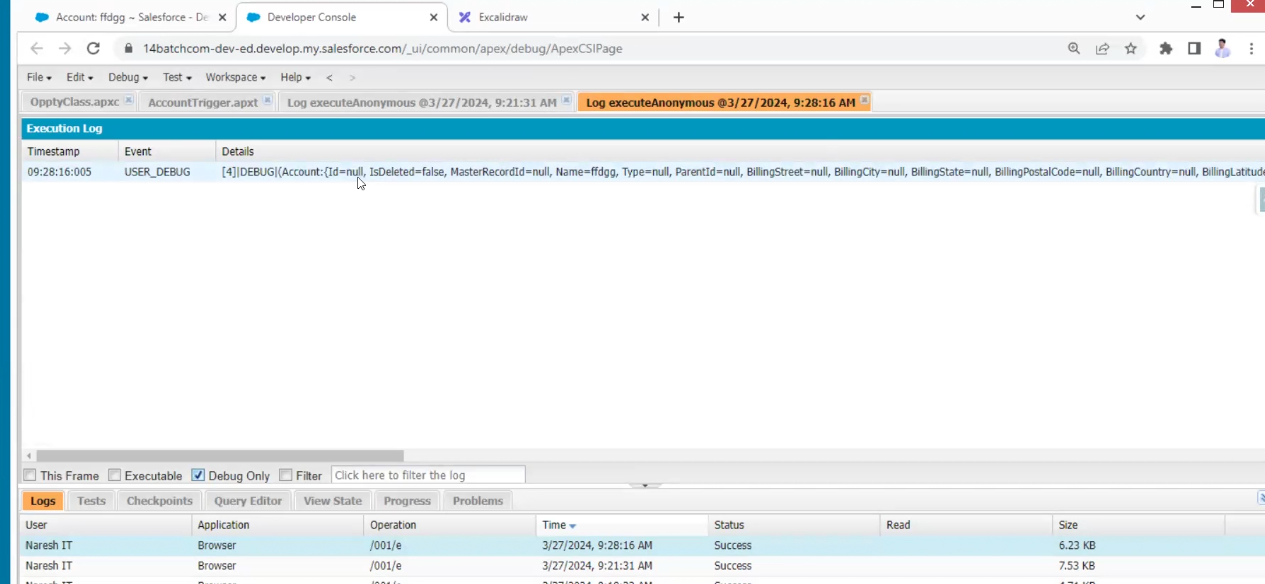 Account: ffdgg ~ Salesforce - De
Developer Console
Excalidraw
14batchcom-dev-ed.develop.my.salesforce.com/_ui/common/apex/debug/ApexCSIPage
File Edit Debug Test Workspace Help < >
OpptyClass.apxc AccountTrigger.apxt Log executeAnonymous @3/27/2024, 9:21:31 AM Log executeAnonymous @3/27/2024, 9:28:16 AM
Execution Log
Timestamp Event Details
09:28:16:005 USER_DEBUG [4]|DEBUG|(Account:{Id=null, IsDeleted=false, MasterRecordId=null, Name=ffdgg, Type=null, ParentId=null, BillingStreet=null, BillingCity=null, BillingState=null, BillingPostalCode=null, BillingCountry=null, BillingLatitude
This Frame Executable Debug Only Filter Click here to filter the log
Logs Tests Checkpoints Query Editor View State Progress Problems
User Application Operation Time Status Read Size
Naresh IT Browser /001/e 3/27/2024, 9:28:16 AM Success 6.23 KB
Naresh IT Browser /001/e 3/27/2024, 9:21:31 AM Success 7.53 KB